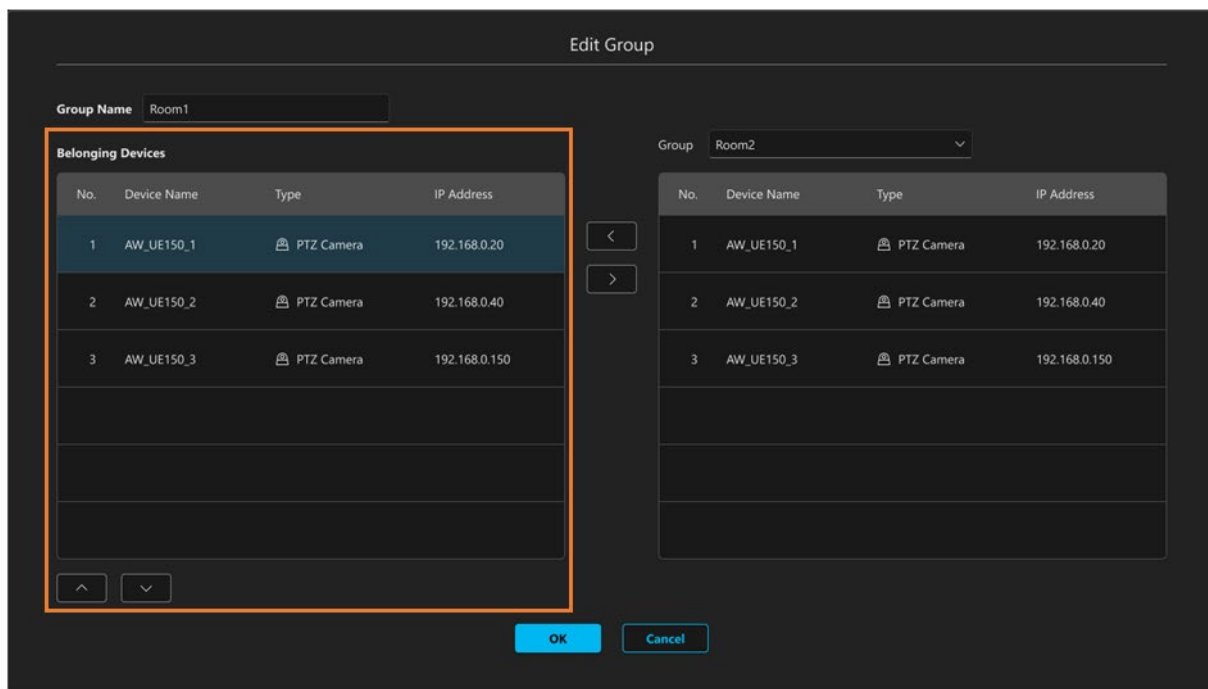 Edit Group
Group Name Room1
Belonging Devices
No. Device Name Type IP Address
1 AW_UE150_1 PTZ Camera 192.168.0.20
2 AW_UE150_2 PTZ Camera 192.168.0.40
3 AW_UE150_3 PTZ Camera 192.168.0.150
Group Room2
No. Device Name Type IP Address
1 AW_UE150_1 PTZ Camera 192.168.0.20
2 AW_UE150_2 PTZ Camera 192.168.0.40
3 AW_UE150_3 PTZ Camera 192.168.0.150
OK Cancel